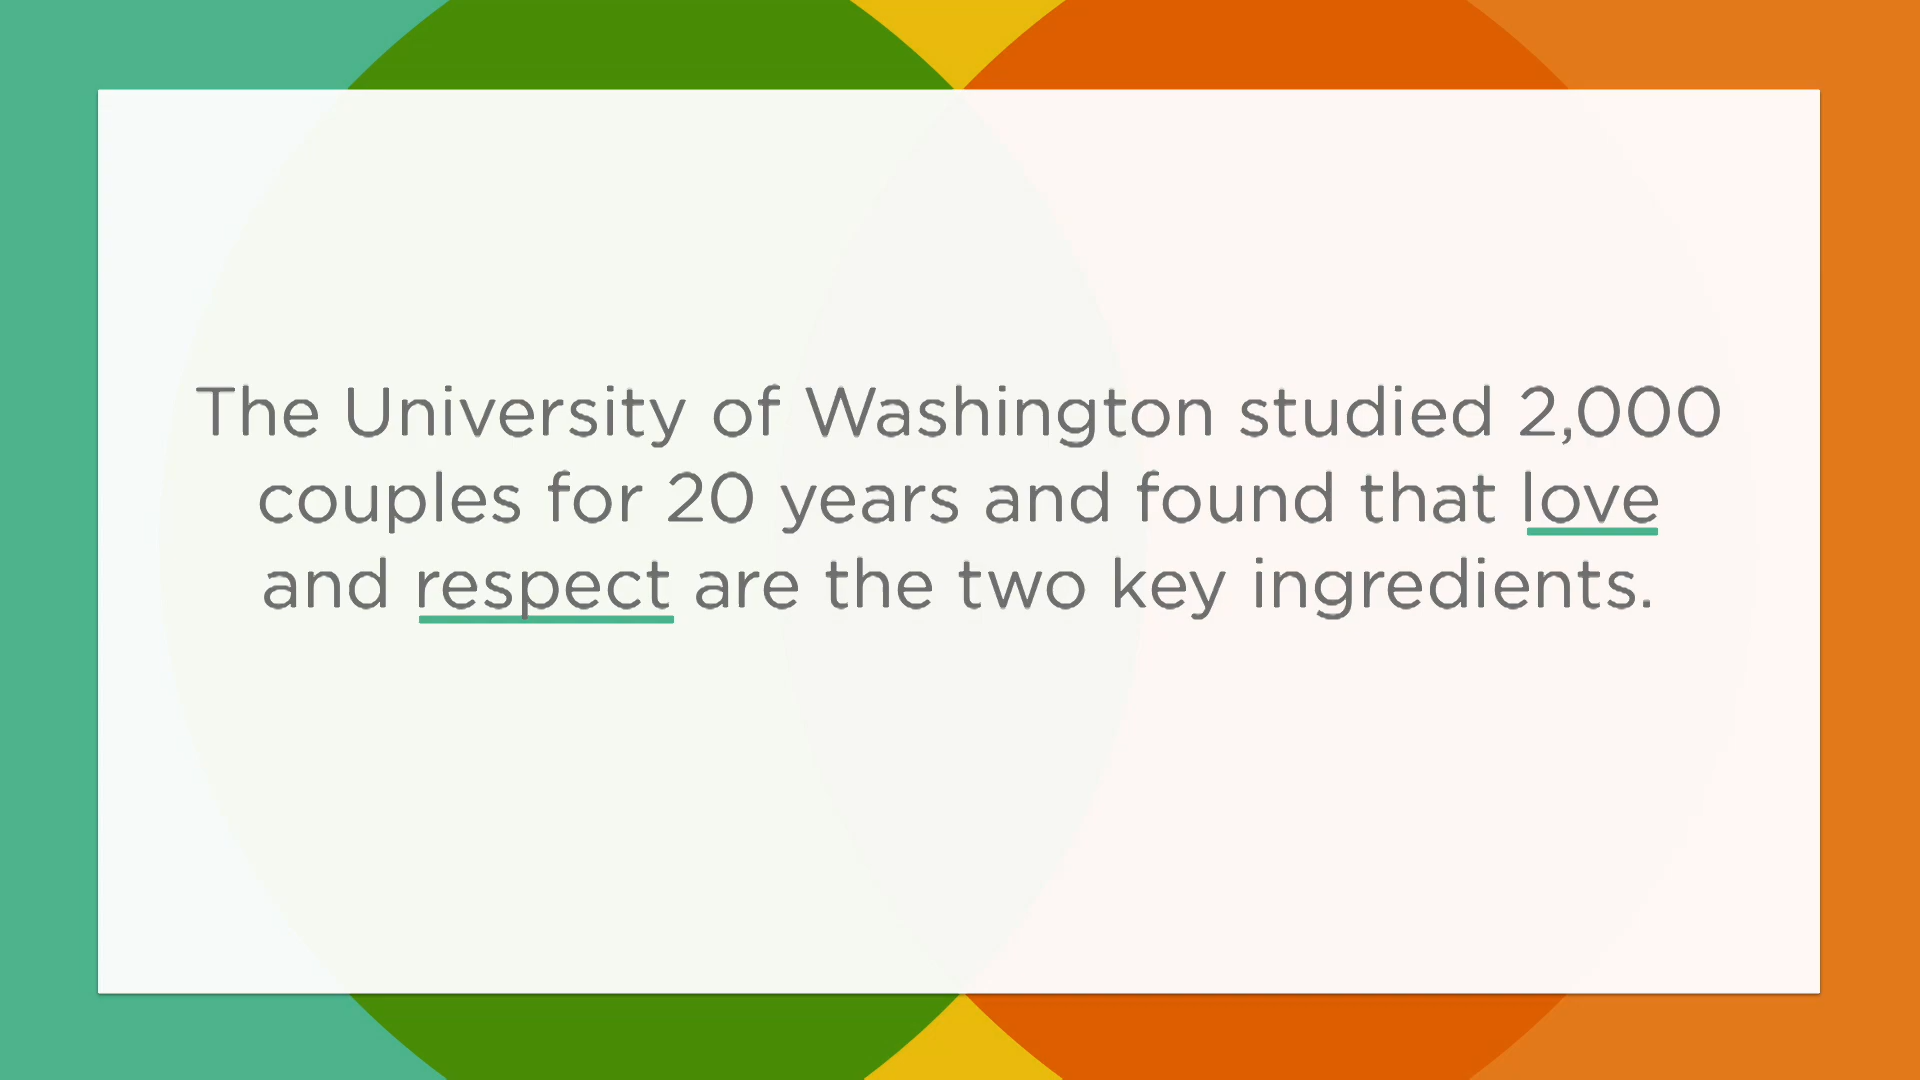 The University of Washington studied 2,000
couples for 20 years and found that love
and respect are the two key ingredients.